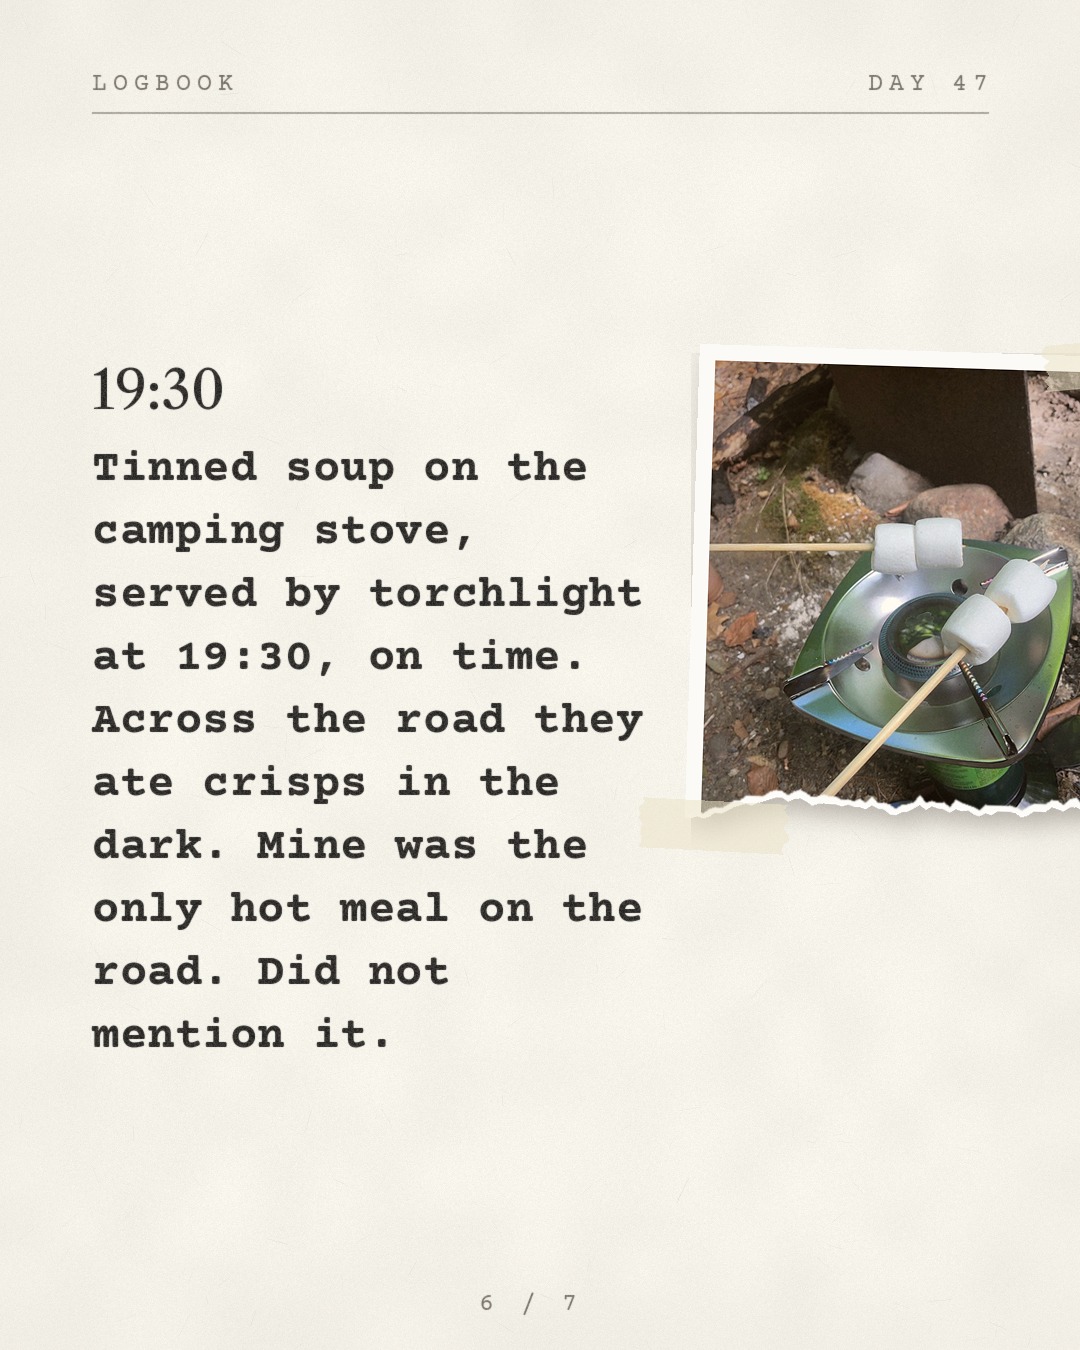 LOGBOOK DAY 47
19:30
Tinned soup on the
camping stove,
served by torchlight
at 19:30, on time.
Across the road they
ate crisps in the
dark. Mine was the
only hot meal on the
road. Did not
mention it.
6 / 7